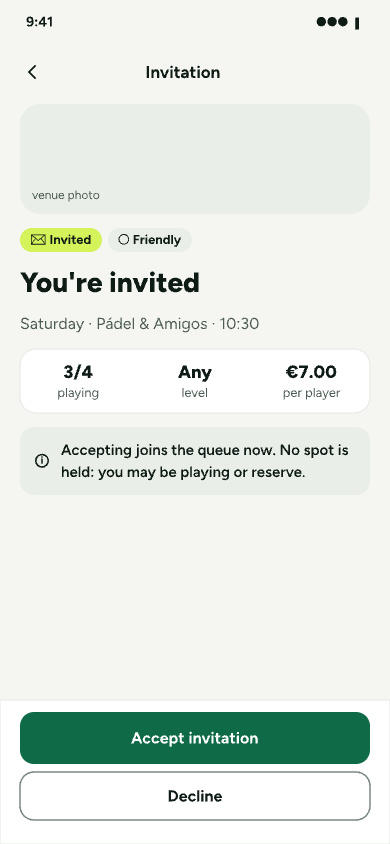 9:41
Invitation
venue photo
Invited
Friendly
You're invited
Saturday · Pádel & Amigos · 10:30
3/4
playing
Any
level
€7.00
per player
Accepting joins the queue now. No spot is
held: you may be playing or reserve.
Accept invitation
Decline